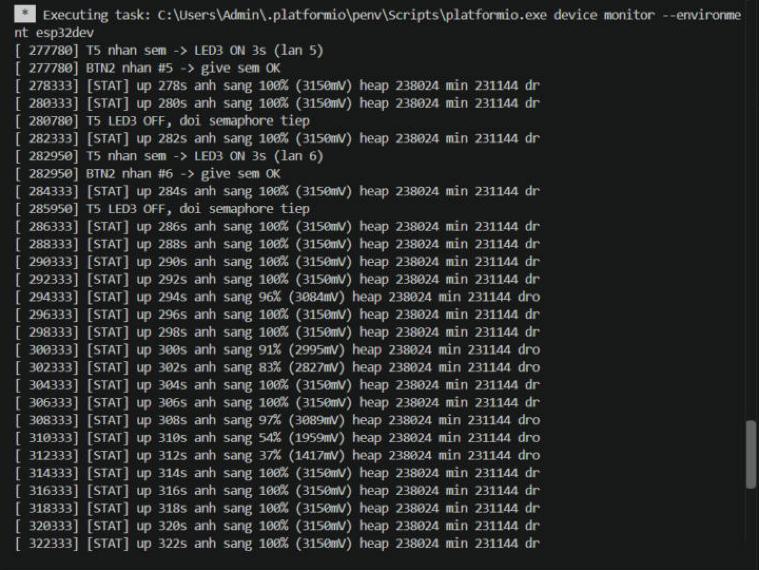 * Executing task: C:\Users\Admin\.platformio\penv\Scripts\platformio.exe device monitor --environme
nt esp32dev
[ 277780] T5 nhan sem -> LED3 ON 3s (lan 5)
[ 277780] BTN2 nhan #5 -> give sem OK
[ 278333] [STAT] up 278s anh sang 100% (3150mV) heap 238024 min 231144 dr
[ 280333] [STAT] up 280s anh sang 100% (3150mV) heap 238024 min 231144 dr
[ 280780] T5 LED3 OFF, doi semaphore tiep
[ 282333] [STAT] up 282s anh sang 100% (3150mV) heap 238024 min 231144 dr
[ 282950] T5 nhan sem -> LED3 ON 3s (lan 6)
[ 282950] BTN2 nhan #6 -> give sem OK
[ 284333] [STAT] up 284s anh sang 100% (3150mV) heap 238024 min 231144 dr
[ 285950] T5 LED3 OFF, doi semaphore tiep
[ 286333] [STAT] up 286s anh sang 100% (3150mV) heap 238024 min 231144 dr
[ 288333] [STAT] up 288s anh sang 100% (3150mV) heap 238024 min 231144 dr
[ 290333] [STAT] up 290s anh sang 100% (3150mV) heap 238024 min 231144 dr
[ 292333] [STAT] up 292s anh sang 100% (3150mV) heap 238024 min 231144 dr
[ 294333] [STAT] up 294s anh sang 96% (3084mV) heap 238024 min 231144 dro
[ 296333] [STAT] up 296s anh sang 100% (3150mV) heap 238024 min 231144 dr
[ 298333] [STAT] up 298s anh sang 100% (3150mV) heap 238024 min 231144 dr
[ 300333] [STAT] up 300s anh sang 91% (2995mV) heap 238024 min 231144 dro
[ 302333] [STAT] up 302s anh sang 83% (2827mV) heap 238024 min 231144 dro
[ 304333] [STAT] up 304s anh sang 100% (3150mV) heap 238024 min 231144 dr
[ 306333] [STAT] up 306s anh sang 100% (3150mV) heap 238024 min 231144 dr
[ 308333] [STAT] up 308s anh sang 97% (3089mV) heap 238024 min 231144 dro
[ 310333] [STAT] up 310s anh sang 54% (1959mV) heap 238024 min 231144 dro
[ 312333] [STAT] up 312s anh sang 37% (1417mV) heap 238024 min 231144 dro
[ 314333] [STAT] up 314s anh sang 100% (3150mV) heap 238024 min 231144 dr
[ 316333] [STAT] up 316s anh sang 100% (3150mV) heap 238024 min 231144 dr
[ 318333] [STAT] up 318s anh sang 100% (3150mV) heap 238024 min 231144 dr
[ 320333] [STAT] up 320s anh sang 100% (3150mV) heap 238024 min 231144 dr
[ 322333] [STAT] up 322s anh sang 100% (3150mV) heap 238024 min 231144 dr